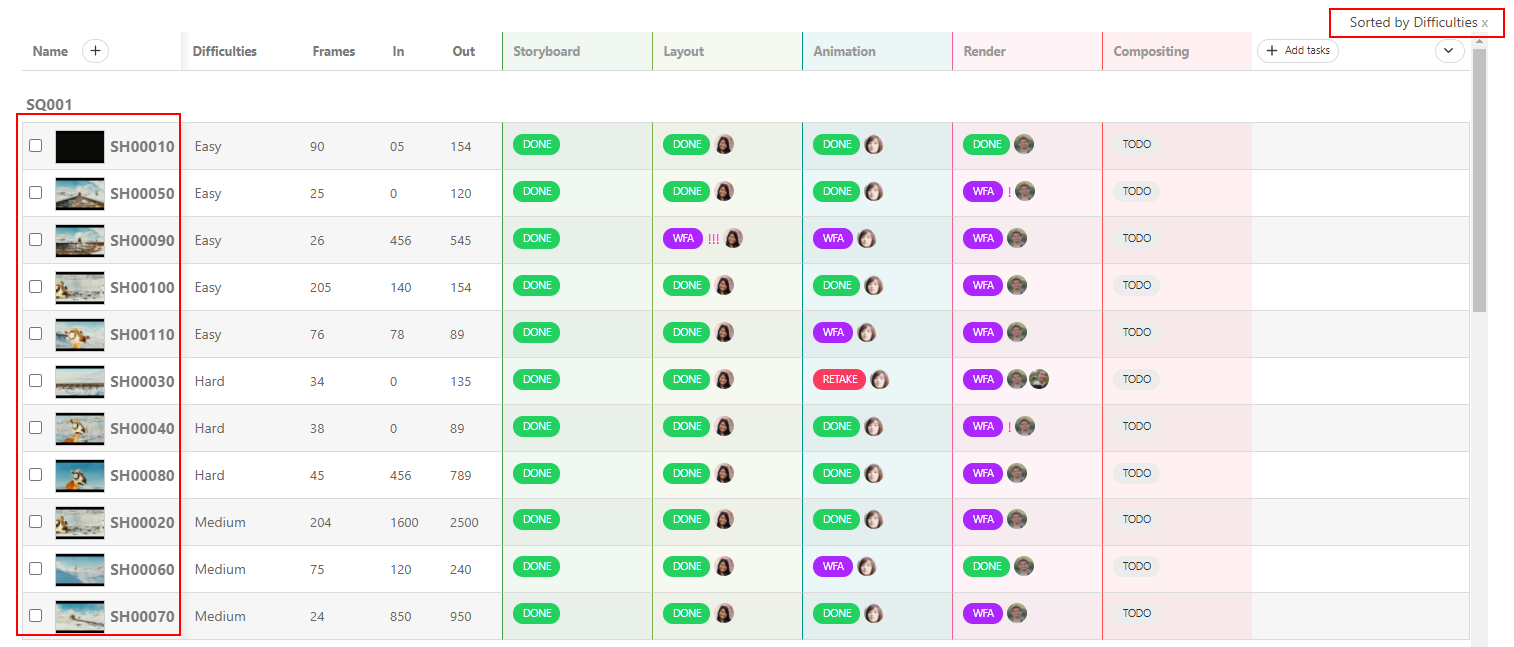 Sorted by Difficulties x
Name + Difficulties Frames In Out Storyboard Layout Animation Render Compositing + Add tasks
SQ001
SH00010 Easy 90 05 154 DONE DONE DONE DONE TODO
SH00050 Easy 25 0 120 DONE DONE DONE WFA ! TODO
SH00090 Easy 26 456 545 DONE WFA !!! WFA WFA TODO
SH00100 Easy 205 140 154 DONE DONE DONE WFA TODO
SH00110 Easy 76 78 89 DONE DONE WFA WFA TODO
SH00030 Hard 34 0 135 DONE DONE RETAKE WFA TODO
SH00040 Hard 38 0 89 DONE DONE DONE WFA ! TODO
SH00080 Hard 45 456 789 DONE DONE DONE WFA TODO
SH00020 Medium 204 1600 2500 DONE DONE DONE WFA TODO
SH00060 Medium 75 120 240 DONE DONE WFA DONE TODO
SH00070 Medium 24 850 950 DONE DONE DONE WFA TODO